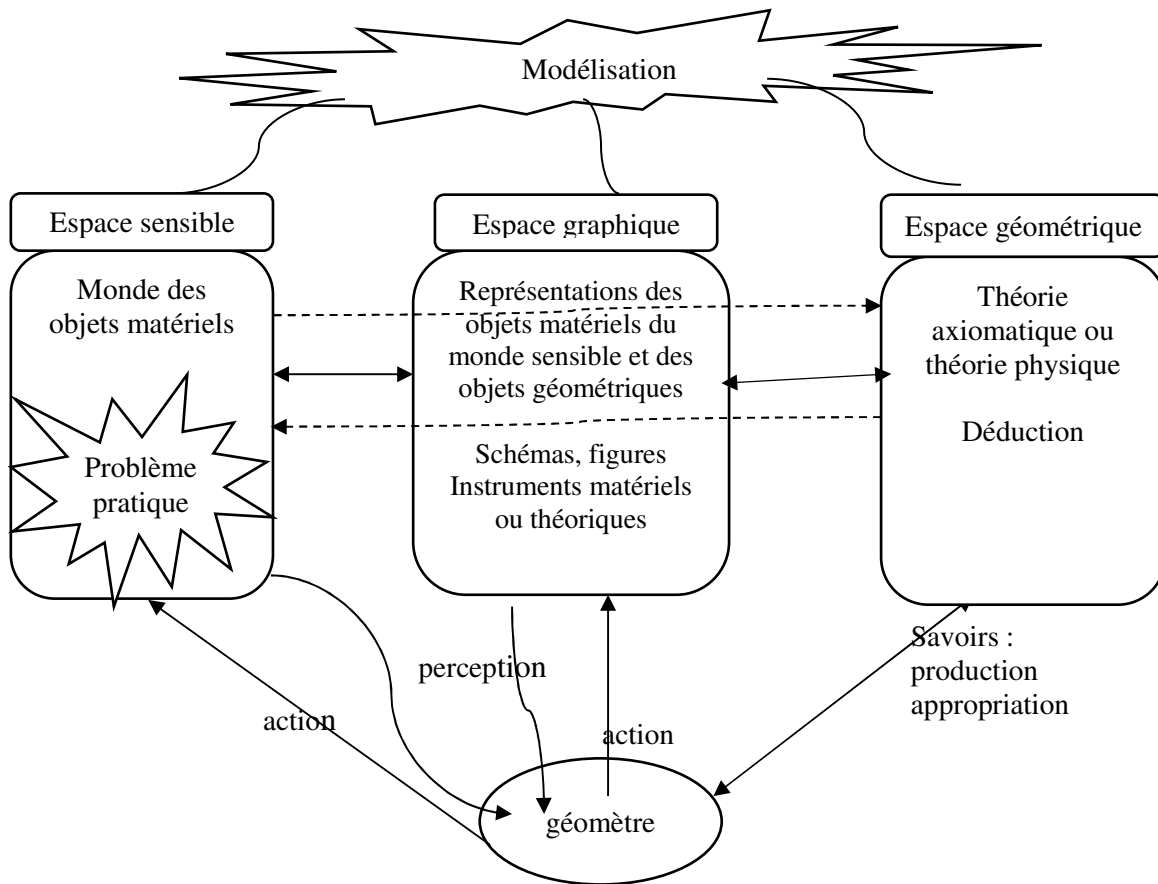 Modélisation
Espace sensible
Monde des
objets matériels
Problème
pratique
Espace graphique
Représentations des
objets matériels du
monde sensible et des
objets géométriques
Schémas, figures
Instruments matériels
ou théoriques
Espace géométrique
Théorie
axiomatique ou
théorie physique
Déduction
perception
action
action
Savoirs :
production
appropriation
géomètre